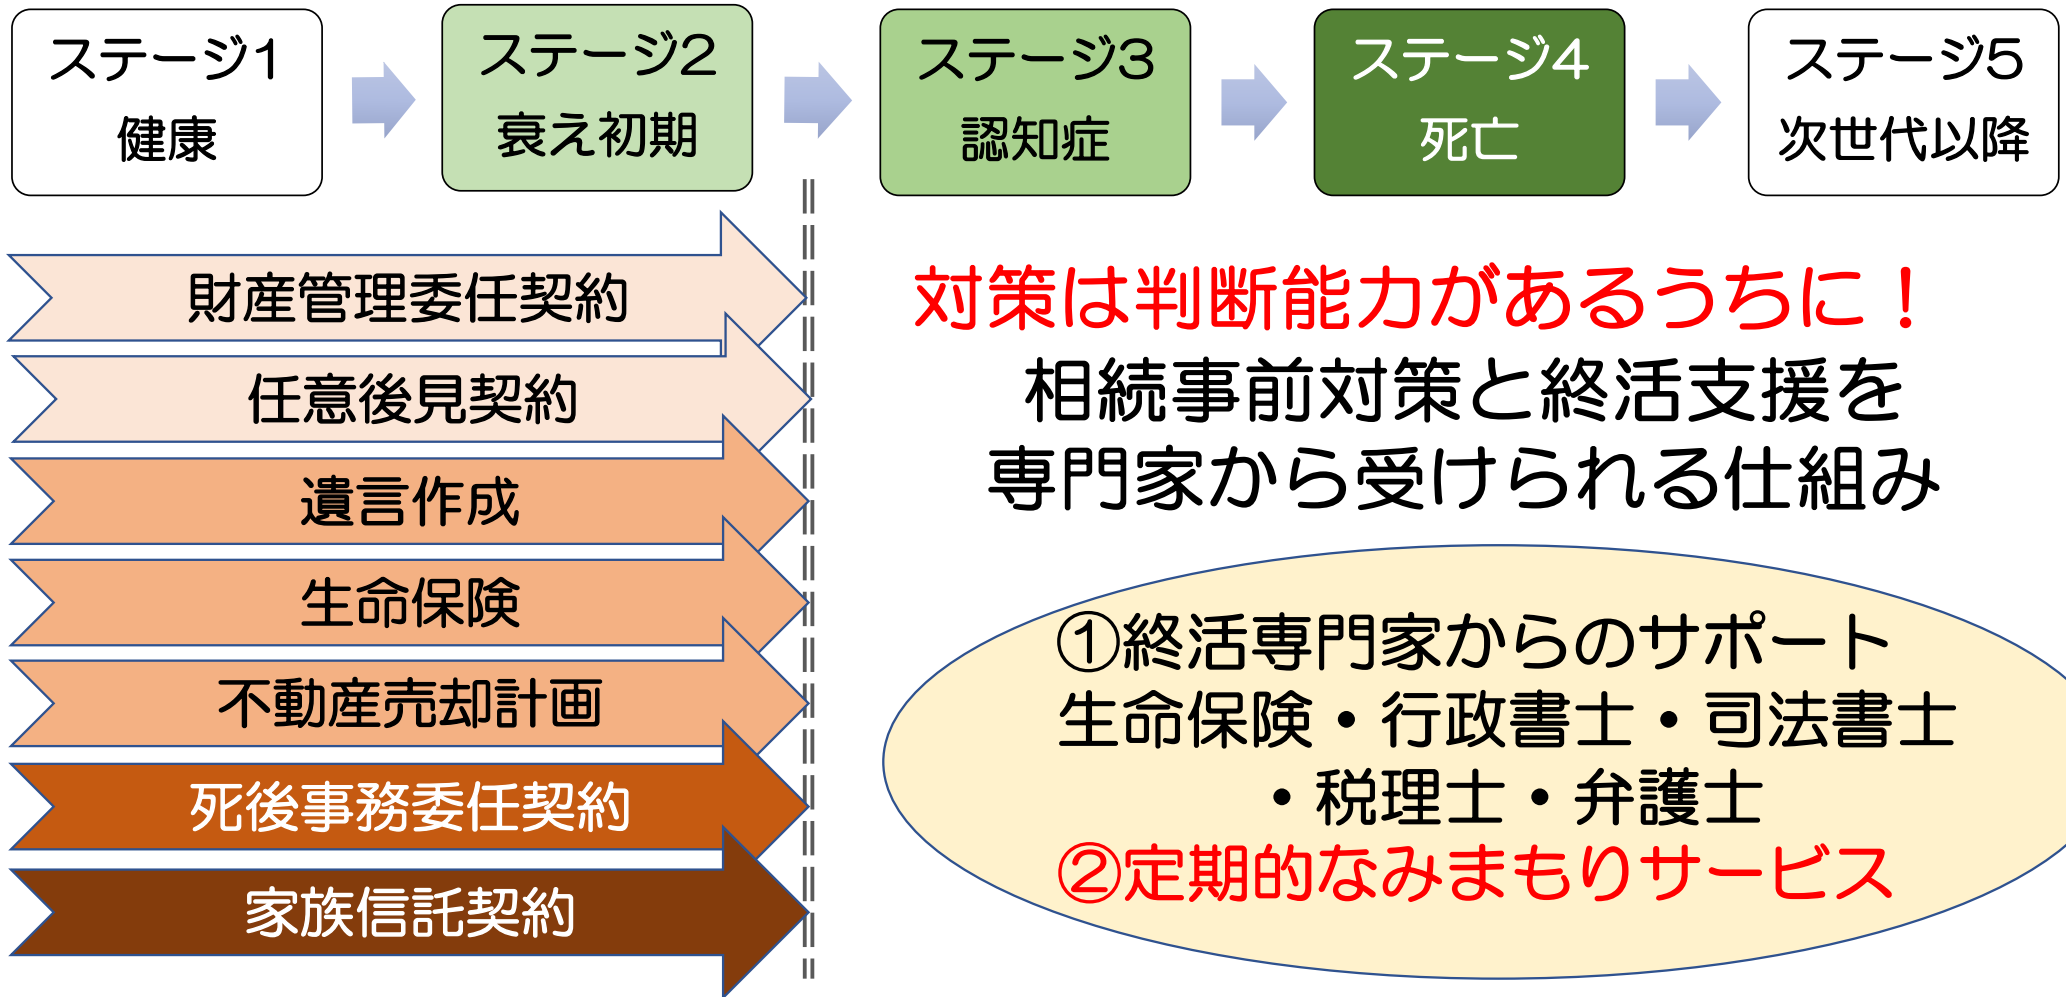 ステージ1
健康
ステージ2
衰え初期
ステージ3
認知症
ステージ4
死亡
ステージ5
次世代以降
財産管理委任契約
任意後見契約
遺言作成
生命保険
不動産売却計画
死後事務委任契約
家族信託契約
対策は判断能力があるうちに！
相続事前対策と終活支援を
専門家から受けられる仕組み
①終活専門家からのサポート
生命保険・行政書士・司法書士
・税理士・弁護士
②定期的なみまもりサービス